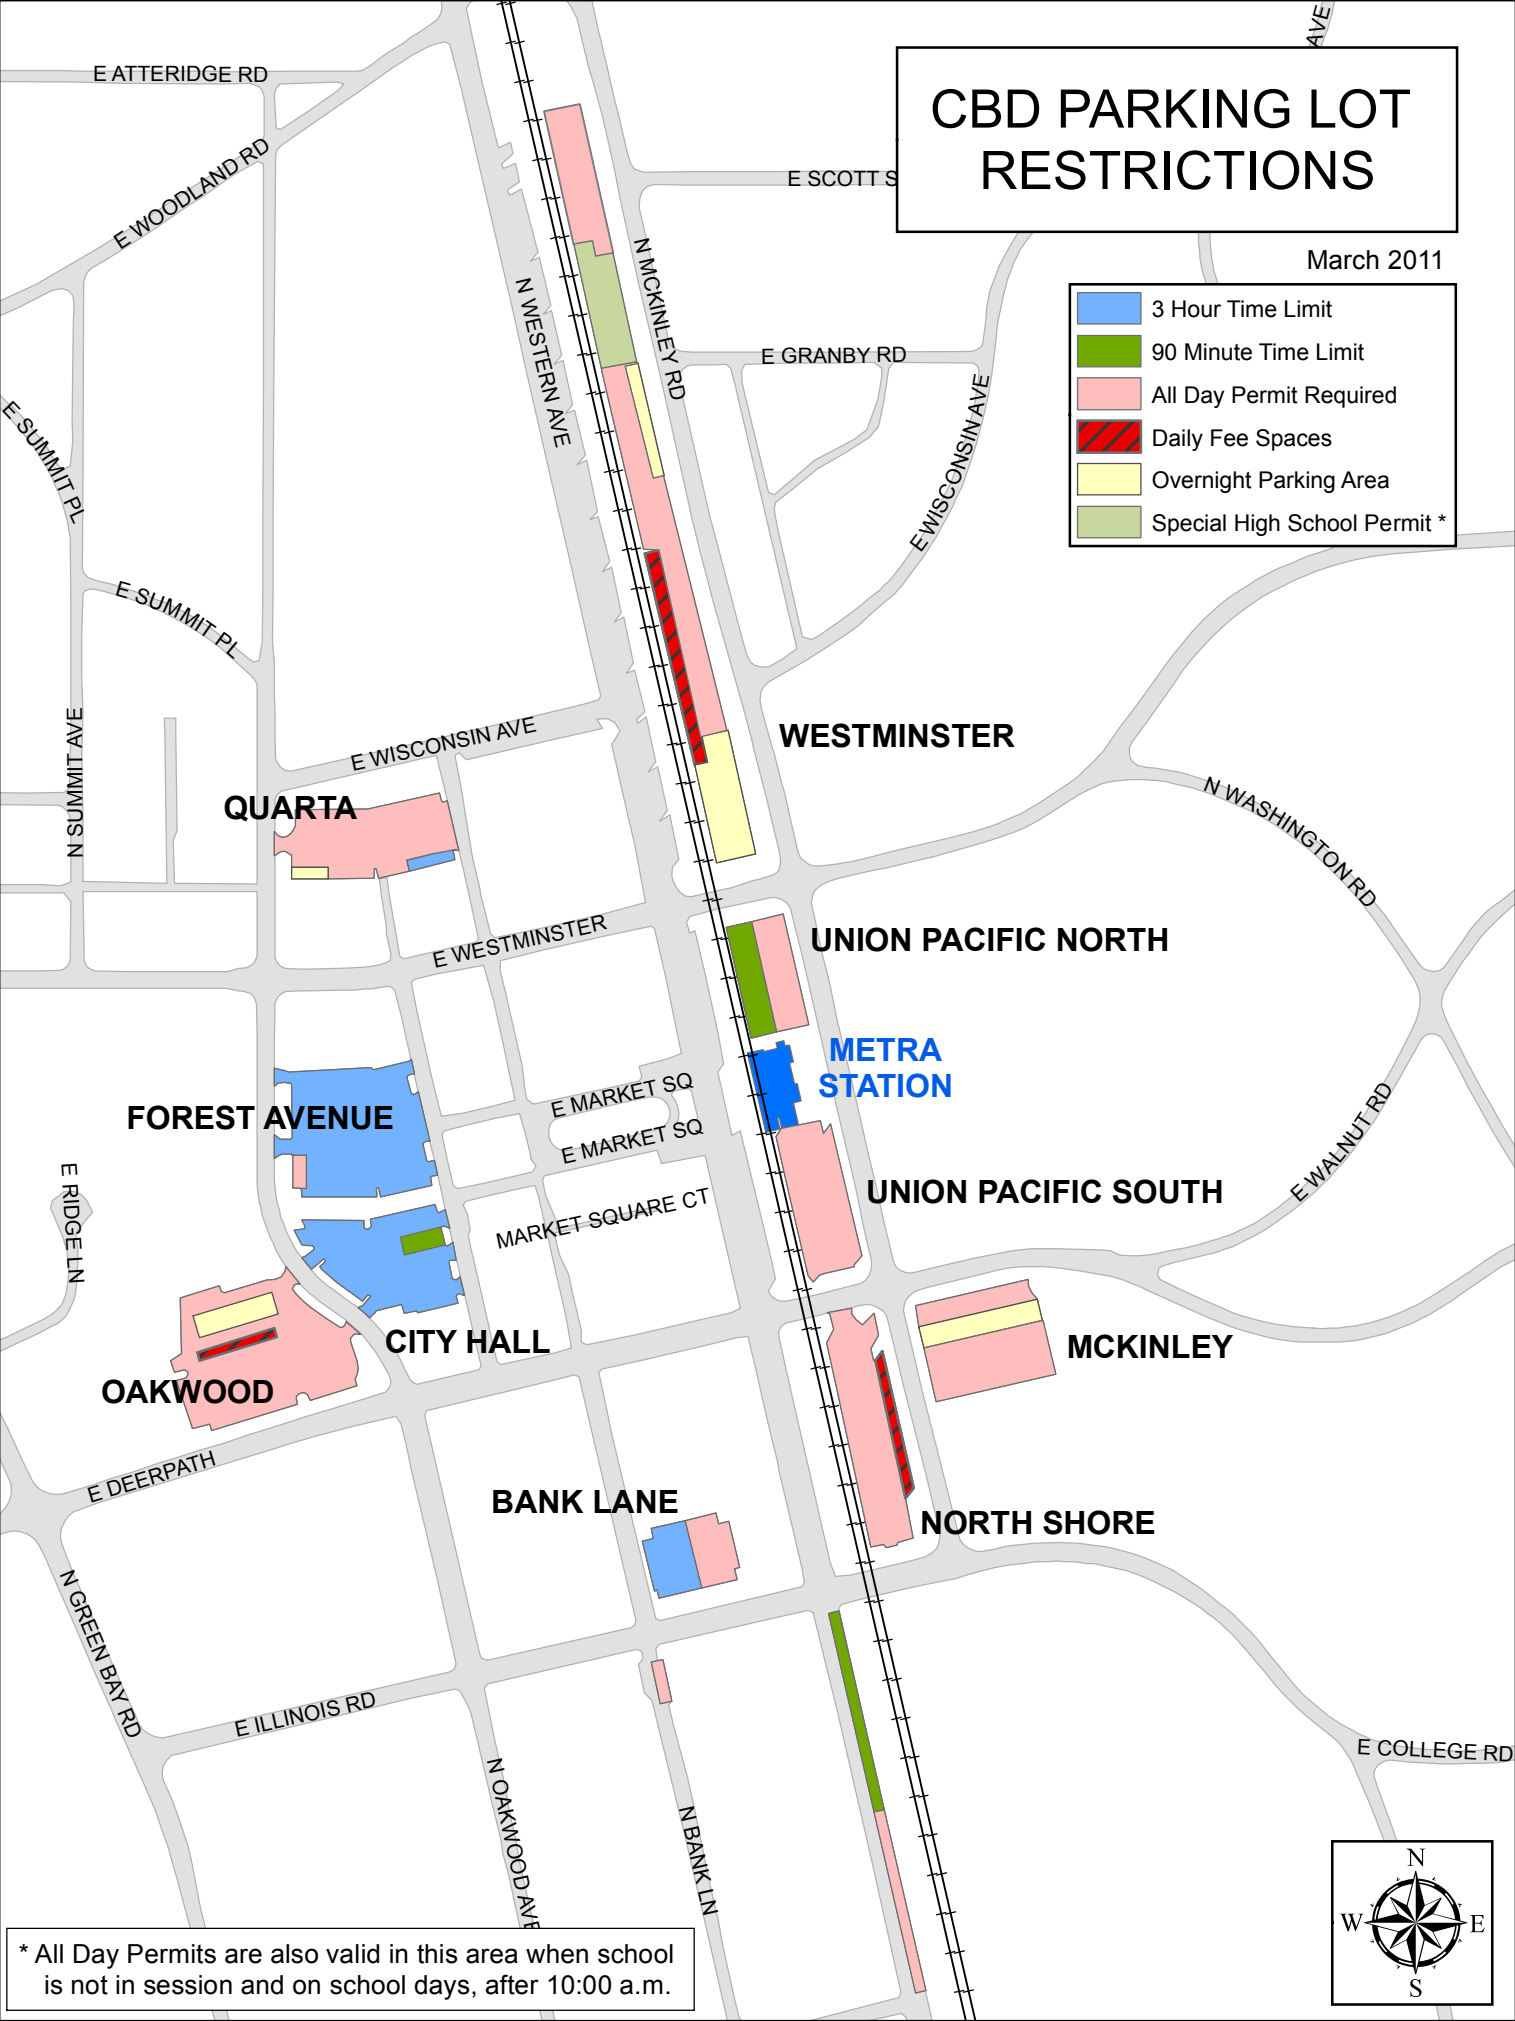 AVE
E ATTERIDGE RD
CBD PARKING LOT
RESTRICTIONS
E SCOTT S
E WOODLAND RD
March 2011
N MCKINLEY RD
N WESTERN AVE
3 Hour Time Limit
90 Minute Time Limit
All Day Permit Required
Daily Fee Spaces
Overnight Parking Area
Special High School Permit *
E GRANBY RD
E WISCONSIN AVE
E SUMMIT PL
E SUMMIT PL
N SUMMIT AVE
E WISCONSIN AVE
WESTMINSTER
QUARTA
N WASHINGTON RD
E WESTMINSTER
UNION PACIFIC NORTH
METRA
STATION
E MARKET SQ
FOREST AVENUE
E MARKET SQ
E WALNUT RD
E RIDGE LN
UNION PACIFIC SOUTH
MARKET SQUARE CT
CITY HALL
MCKINLEY
OAKWOOD
E DEERPATH
BANK LANE
NORTH SHORE
N GREEN BAY RD
E ILLINOIS RD
E COLLEGE RD
N OAKWOOD AVE
N BANK LN
N
W
E
S
* All Day Permits are also valid in this area when school
is not in session and on school days, after 10:00 a.m.